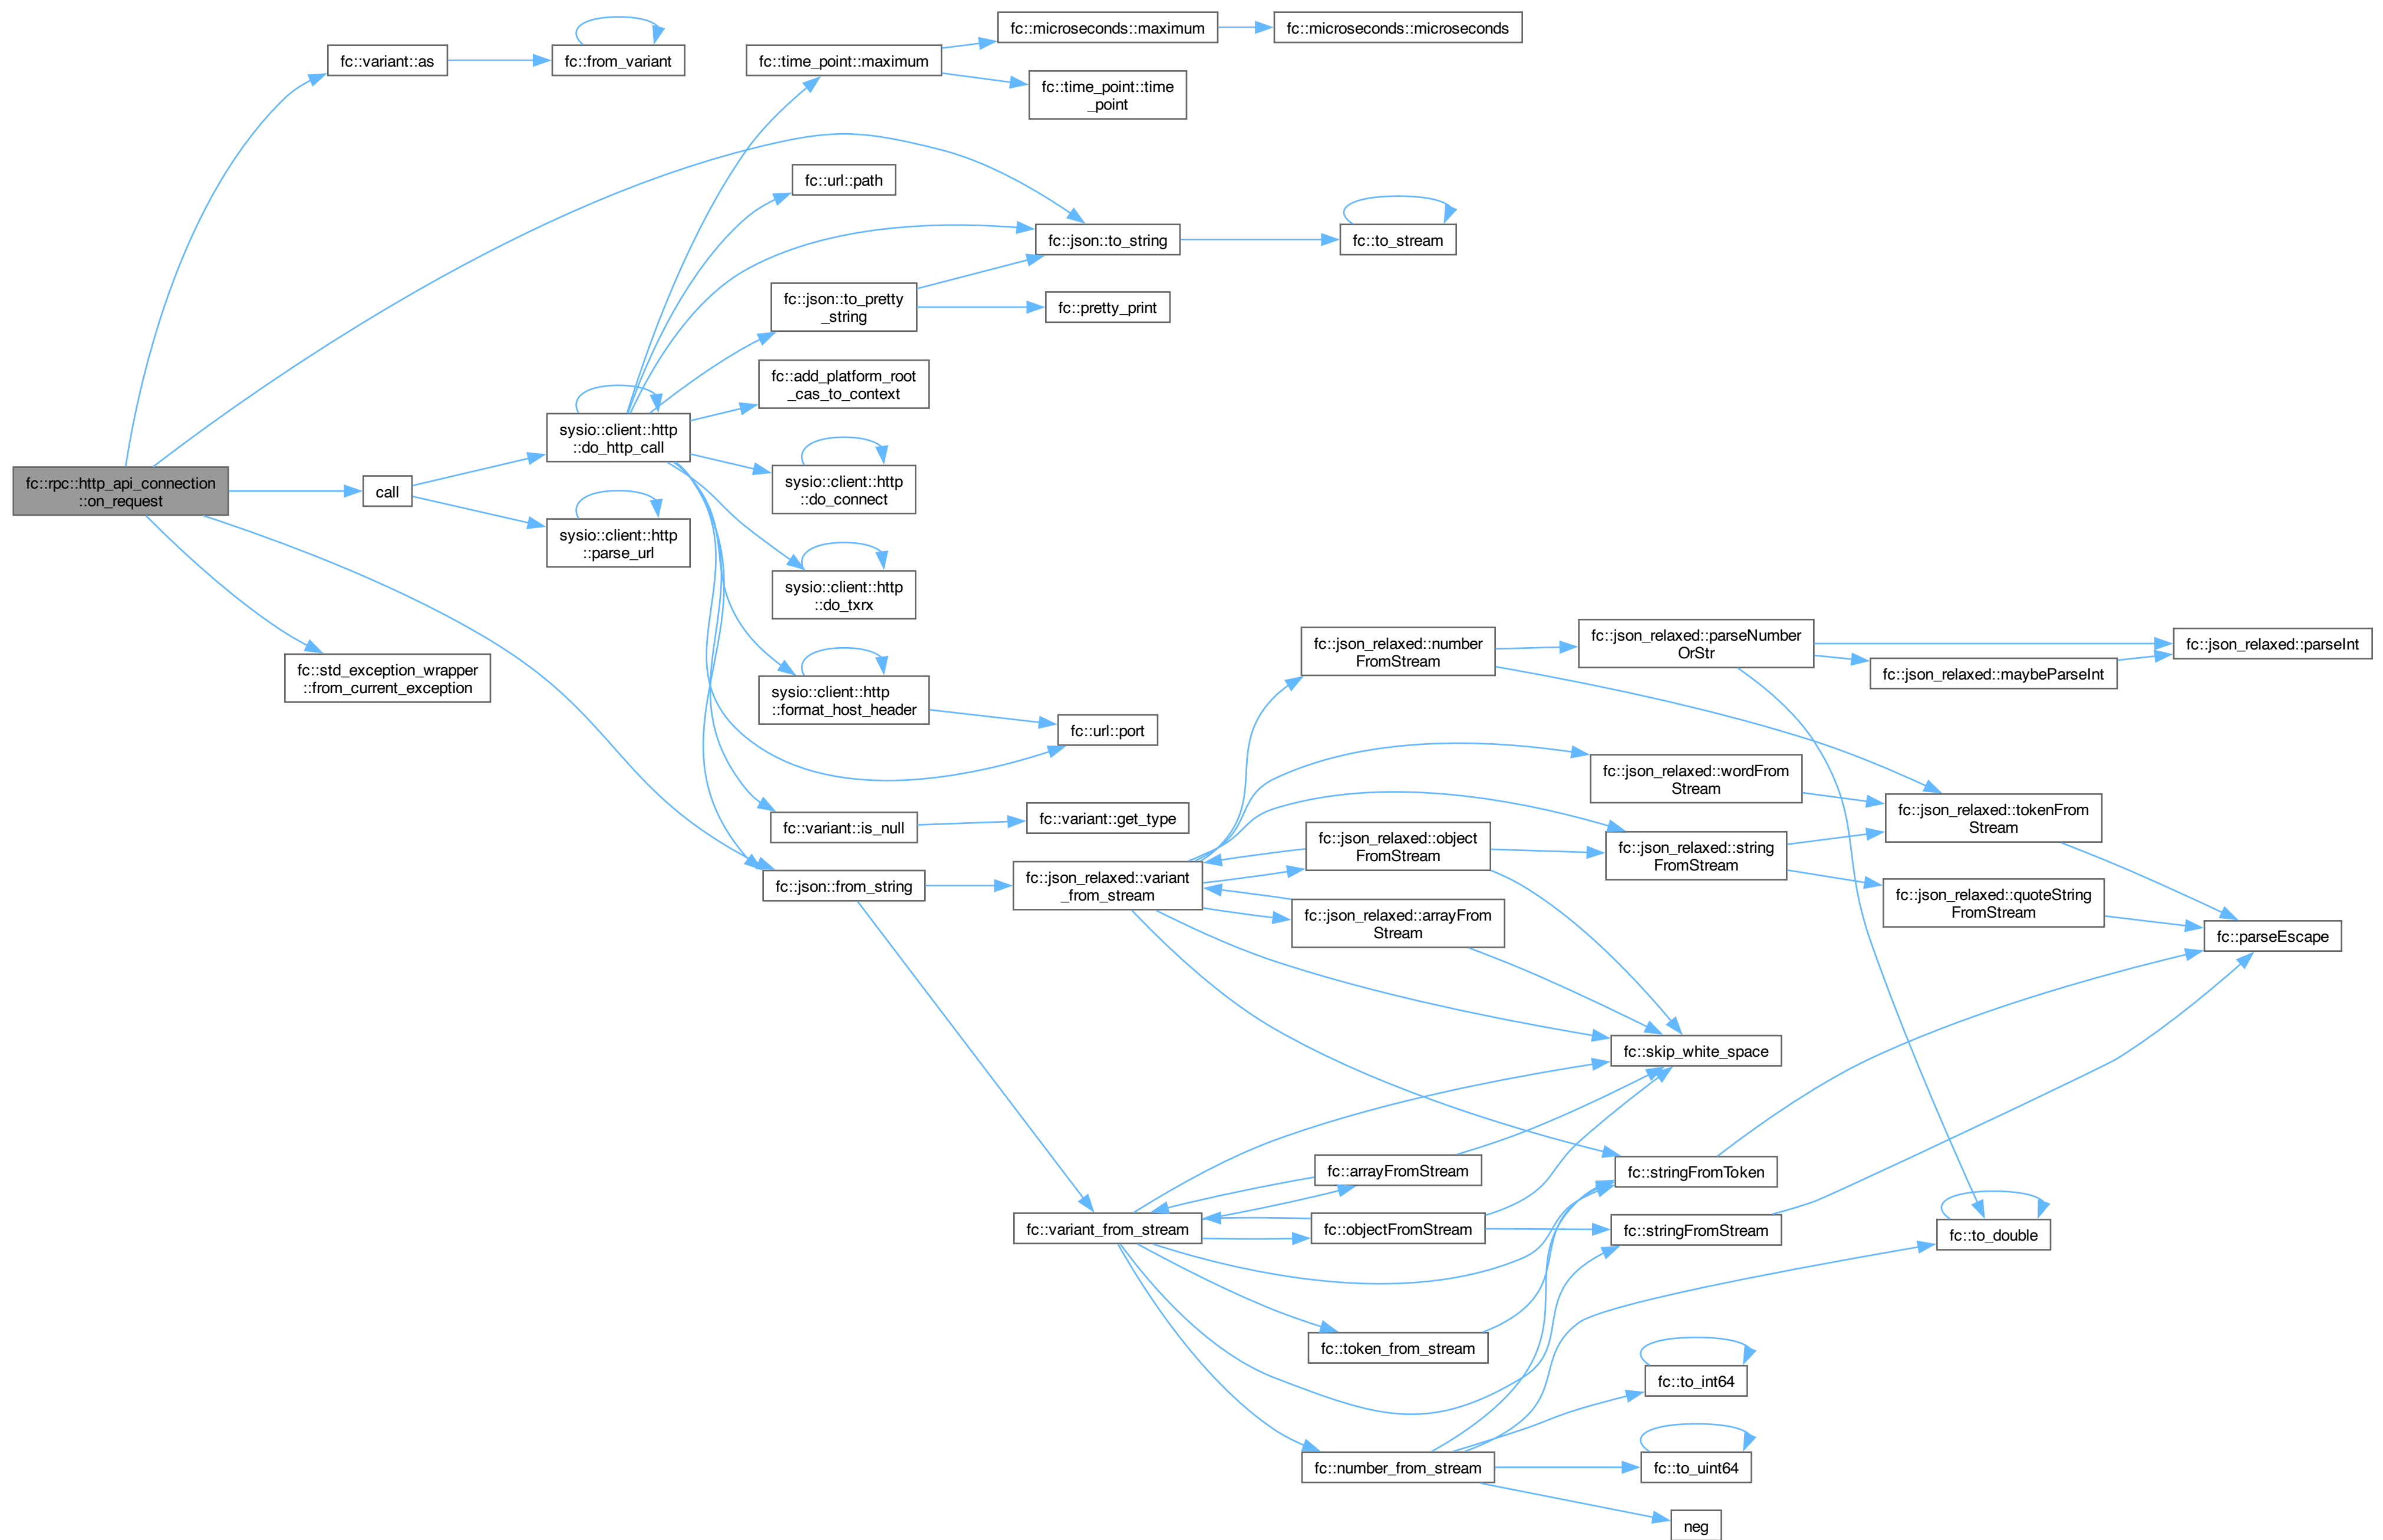 fc::rpc::http_api_connection
::on_request
fc::variant::as
fc::from_variant
call
fc::std_exception_wrapper
::from_current_exception
sysio::client::http
::do_http_call
sysio::client::http
::parse_url
fc::time_point::maximum
fc::microseconds::maximum
fc::microseconds::microseconds
fc::time_point::time
_point
fc::url::path
fc::json::to_string
fc::to_stream
fc::json::to_pretty
_string
fc::pretty_print
fc::add_platform_root
_cas_to_context
sysio::client::http
::do_connect
sysio::client::http
::do_txrx
sysio::client::http
::format_host_header
fc::url::port
fc::variant::is_null
fc::variant::get_type
fc::json::from_string
fc::json_relaxed::variant
_from_stream
fc::json_relaxed::number
FromStream
fc::json_relaxed::parseNumber
OrStr
fc::json_relaxed::parseInt
fc::json_relaxed::maybeParseInt
fc::json_relaxed::wordFrom
Stream
fc::json_relaxed::tokenFrom
Stream
fc::json_relaxed::object
FromStream
fc::json_relaxed::string
FromStream
fc::json_relaxed::quoteString
FromStream
fc::json_relaxed::arrayFrom
Stream
fc::parseEscape
fc::skip_white_space
fc::arrayFromStream
fc::stringFromToken
fc::variant_from_stream
fc::objectFromStream
fc::stringFromStream
fc::to_double
fc::token_from_stream
fc::to_int64
fc::number_from_stream
fc::to_uint64
neg